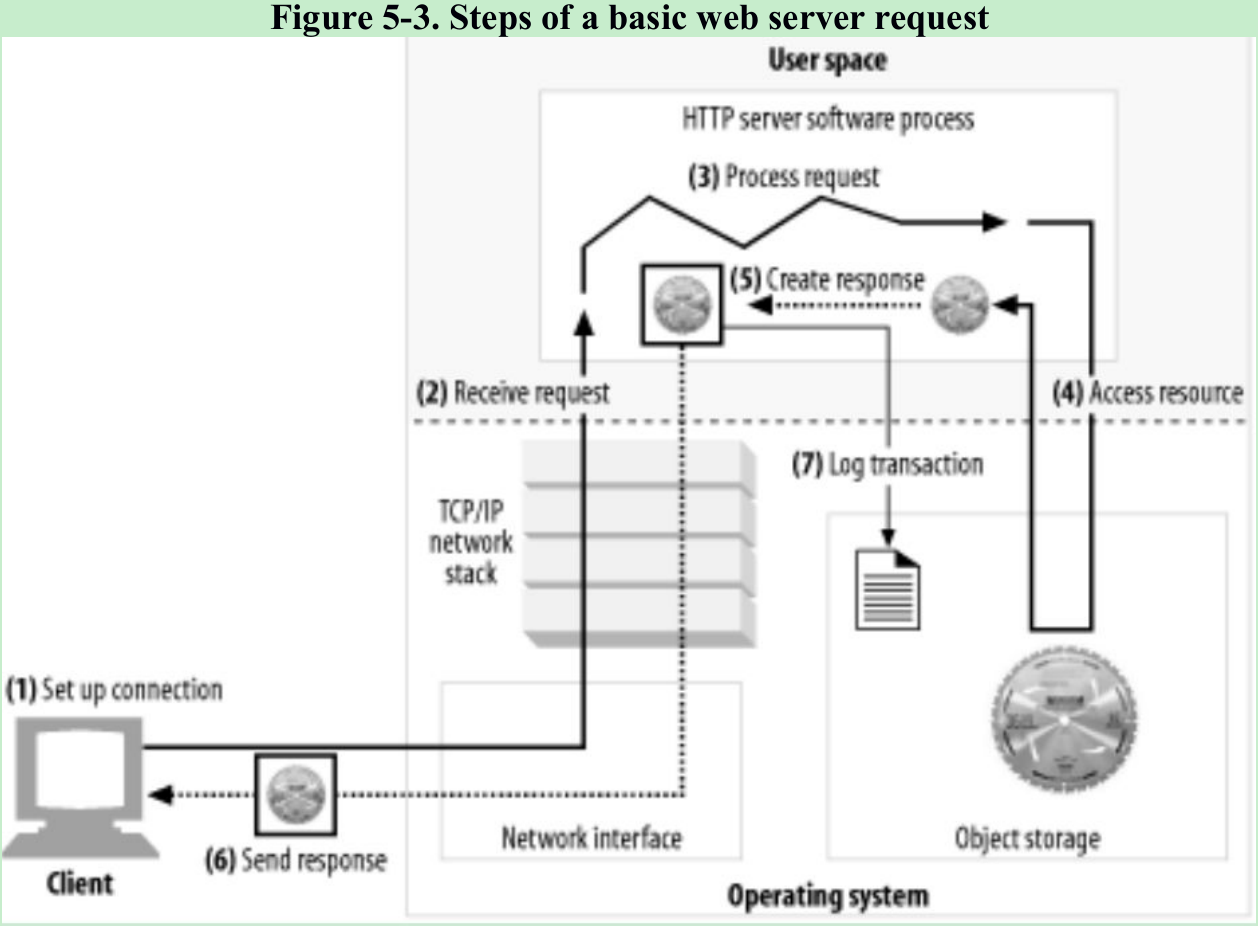 Figure 5-3. Steps of a basic web server request
User space
HTTP server software process
(3) Process request
(5) Create response
(2) Receive request
(4) Access resource
(7) Log transaction
TCP/IP
network
stack
(1) Set up connection
Network interface
Object storage
(6) Send response
Client
Operating system